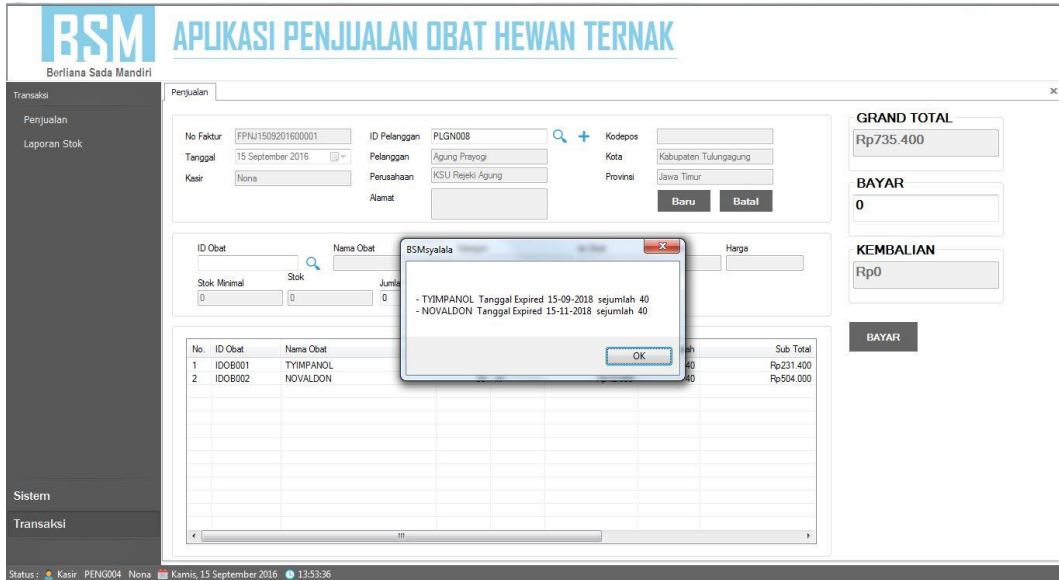 BSM
Berliana Sada Mandiri
APLIKASI PENJUALAN OBAT HEWAN TERNAK
Transaksi
Penjualan
Laporan Stok
Sistem
Transaksi
Penjualan
No Faktur FPNJ1509201600001 ID Pelanggan PLGN008 Kodepos
Tanggal 15 September 2016 Pelanggan Agung Prayogi Kota Kabupaten Tulungagung
Kasir Nona Perusahaan KSU Rejeki Agung Provinsi Jawa Timur
Alamat Baru Batal
ID Obat Nama Obat Harga
Stok Minimal Stok Jumla
0 0 0
BSMsyalala
- TYIMPANOL Tanggal Expired 15-09-2018 sejumlah 40
- NOVALDON Tanggal Expired 15-11-2018 sejumlah 40
OK
No. ID Obat Nama Obat ah Sub Total
1 IDOB001 TYIMPANOL 40 Rp231.400
2 IDOB002 NOVALDON 40 Rp504.000
GRAND TOTAL
Rp735.400
BAYAR
0
KEMBALIAN
Rp0
BAYAR
Status : Kasir PENG004 Nona Kamis, 15 September 2016 13:53:36